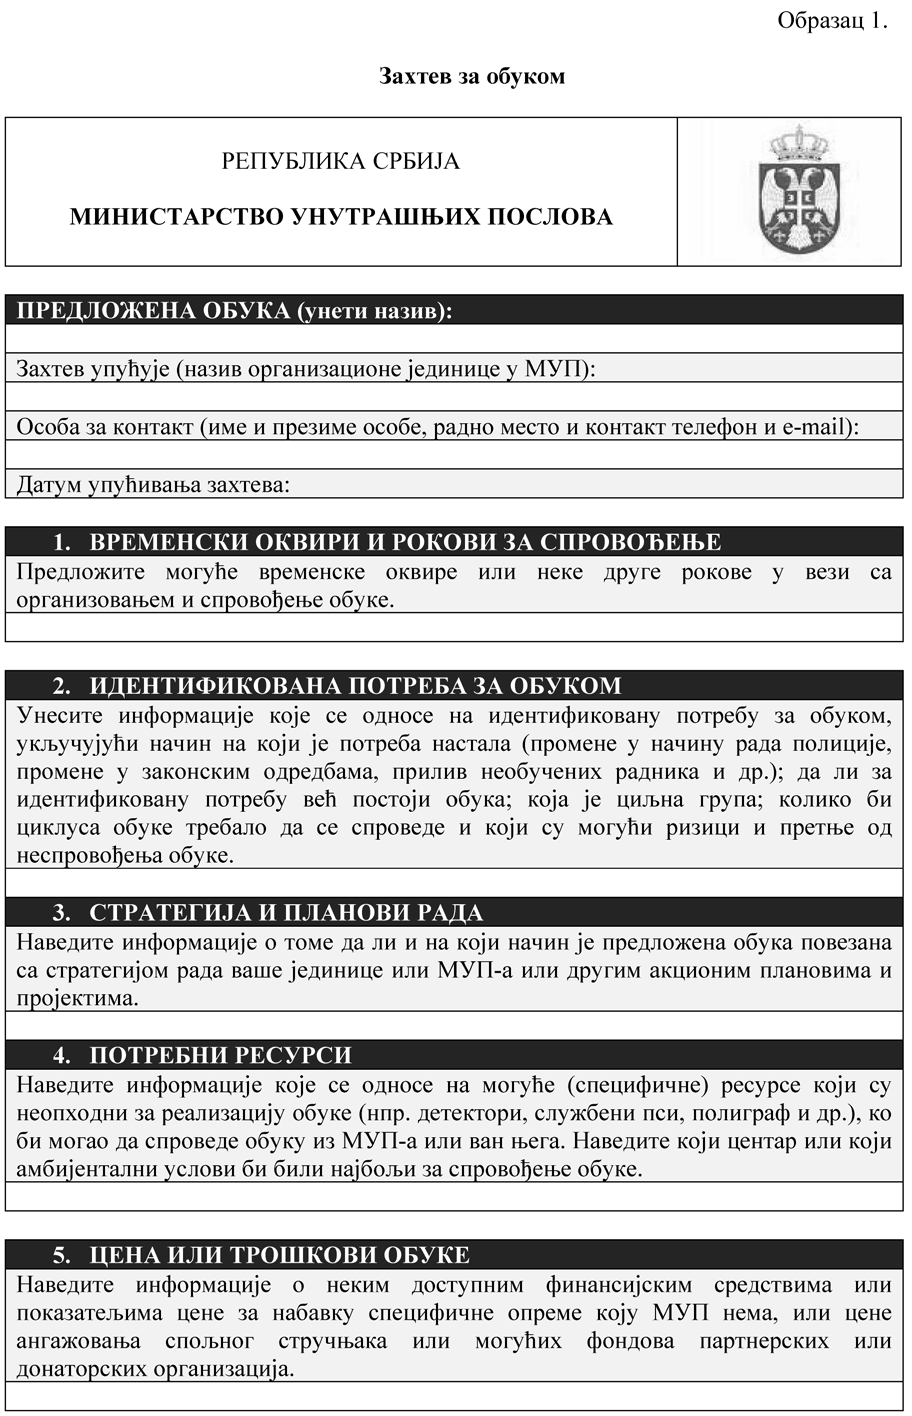 Образац 1.
Захтев за обуком
РЕПУБЛИКА СРБИЈА
МИНИСТАРСТВО УНУТРАШЊИХ ПОСЛОВА
ПРЕДЛОЖЕНА ОБУКА (унети назив):
Захтев упућује (назив организационе јединице у МУП):
Особа за контакт (име и презиме особе, радно место и контакт телефон и e-mail):
Датум упућивања захтева:
1. ВРЕМЕНСКИ ОКВИРИ И РОКОВИ ЗА СПРОВОЂЕЊЕ
Предложите могуће временске оквире или неке друге рокове у вези са
организовањем и спровођење обуке.
2. ИДЕНТИФИКОВАНА ПОТРЕБА ЗА ОБУКОМ
Унесите информације које се односе на идентификовану потребу за обуком,
укључујући начин на који је потреба настала (промене у начину рада полиције,
промене у законским одредбама, прилив необучених радника и др.); да ли за
идентификовану потребу већ постоји обука; која је циљна група; колико би
циклуса обуке требало да се спроведе и који су могући ризици и претње од
неспровођења обуке.
3. СТРАТЕГИЈА И ПЛАНОВИ РАДА
Наведите информације о томе да ли и на који начин је предложена обука повезана
са стратегијом рада ваше јединице или МУП-а или другим акционим плановима и
пројектима.
4. ПОТРЕБНИ РЕСУРСИ
Наведите информације које се односе на могуће (специфичне) ресурсе који су
неопходни за реализацију обуке (нпр. детектори, службени пси, полиграф и др.), ко
би могао да спроведе обуку из МУП-а или ван њега. Наведите који центар или који
амбијентални услови би били најбољи за спровођење обуке.
5. ЦЕНА ИЛИ ТРОШКОВИ ОБУКЕ
Наведите информације о неким доступним финансијским средствима или
показатељима цене за набавку специфичне опреме коју МУП нема, или цене
ангажовања спољног стручњака или могућих фондова партнерских или
донаторских организација.